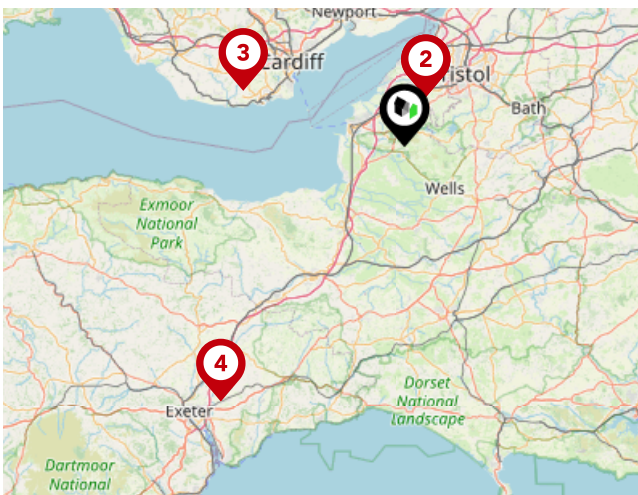 Newport
3
Cardiff
2
Bristol
Bath
Wells
Exmoor
National
Park
4
Exeter
Dorset
National
Landscape
Dartmoor
National